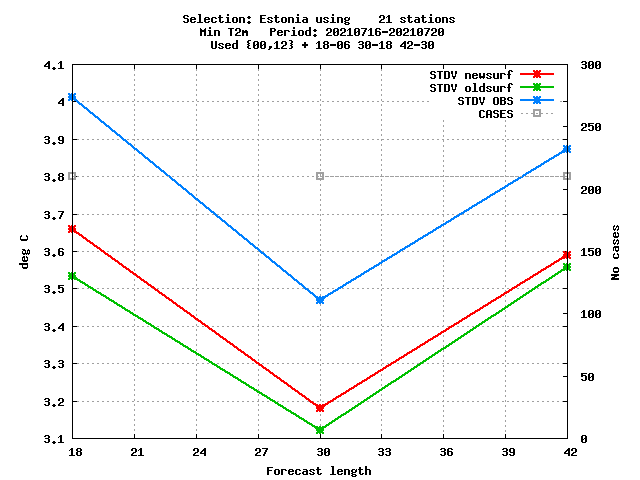 Selection: Estonia using    21 stations
Min T2m   Period: 20210716-20210720
Used {00,12} + 18-06 30-18 42-30
STDV newsurf
STDV oldsurf
STDV OBS
CASES
4.1
4
3.9
3.8
3.7
3.6
3.5
3.4
3.3
3.2
3.1
deg C
300
250
200
150
100
50
0
No cases
18 21 24 27 30 33 36 39 42
Forecast length